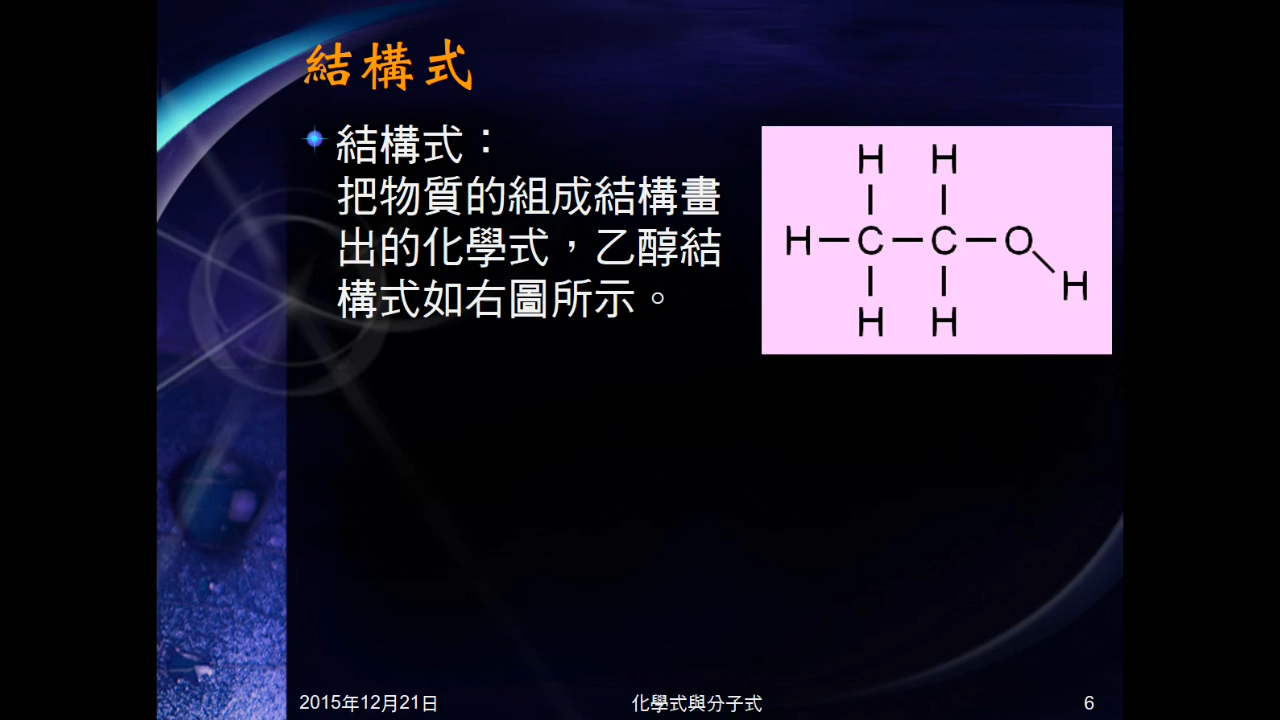 結構式
結構式：
把物質的組成結構畫
出的化學式，乙醇結
構式如右圖所示。
H H
H－C－C－O
H
H H
2015年12月21日
化學式與分子式
6